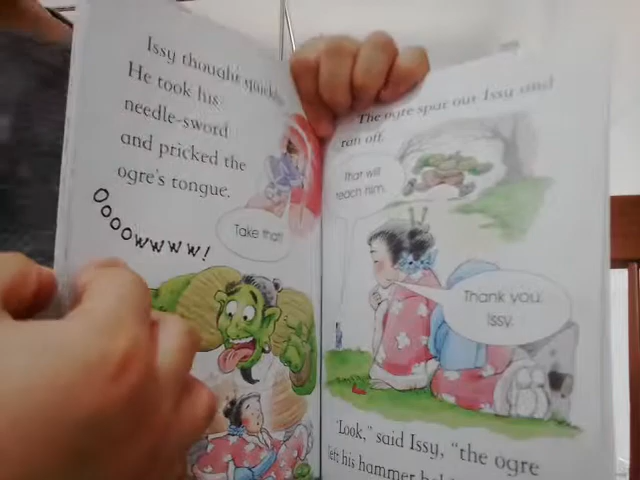 Issy thought quickly.
He took his
needle-sword
and pricked the
ogre's tongue.
Take that!
Oooowwww!
The ogre spat out Issy and
ran off.
That will
teach him.
Thank you,
Issy.
"Look," said Issy, "the ogre
left his hammer